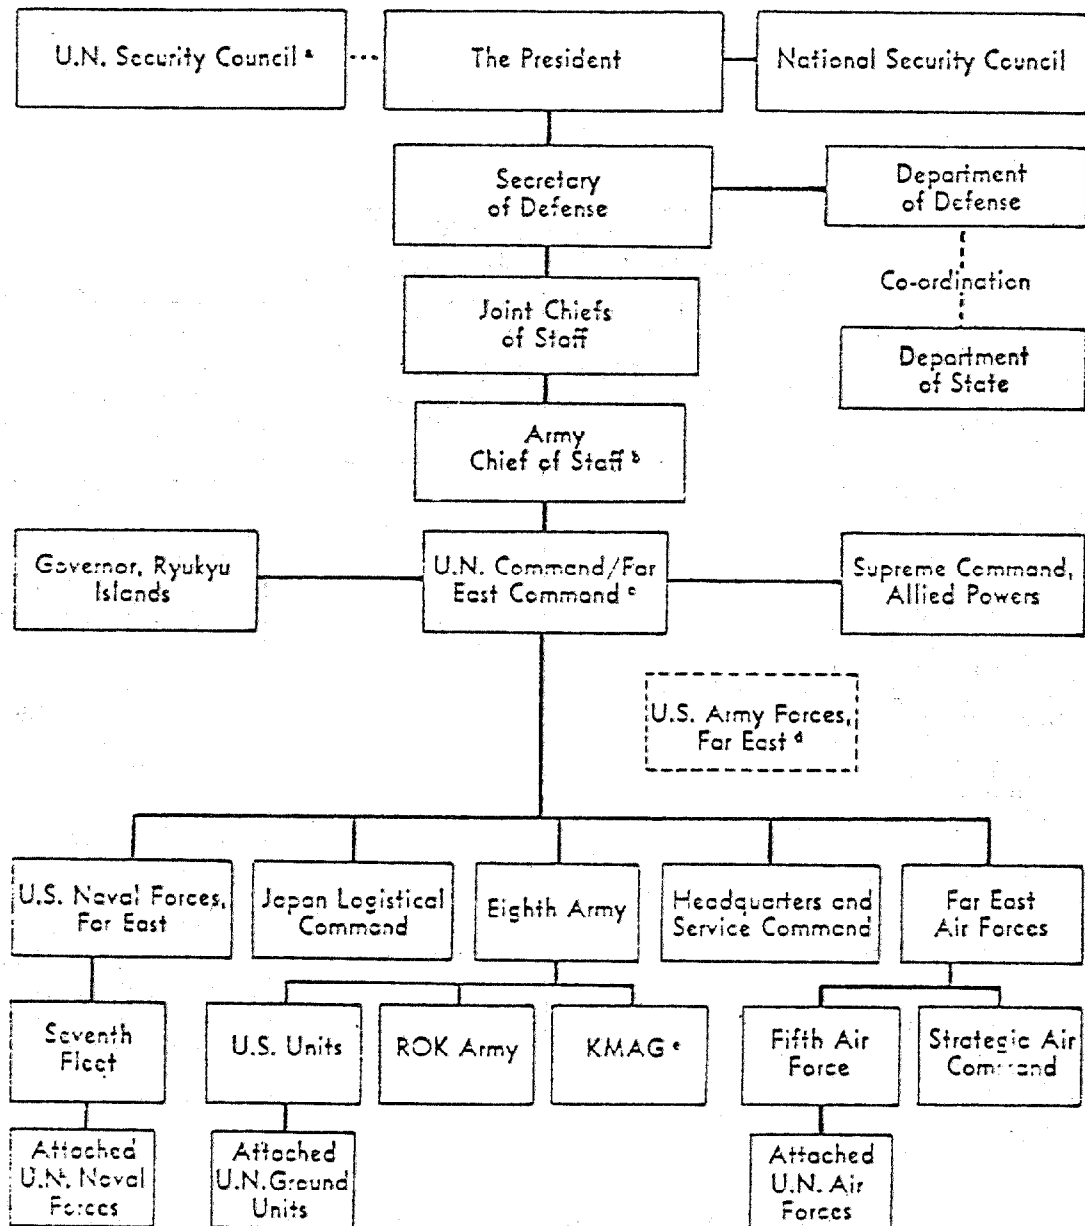 U.N. Security Council a
The President
National Security Council
Secretary
of Defense
Department
of Defense
Co-ordination
Joint Chiefs
of Staff
Department
of State
Army
Chief of Staff b
Governor, Ryukyu
Islands
U.N. Command/Far
East Command c
Supreme Command,
Allied Powers
U.S. Army Forces,
Far East d
U.S. Naval Forces,
Far East
Japan Logistical
Command
Eighth Army
Headquarters and
Service Command
Far East
Air Forces
Seventh
Fleet
U.S. Units
ROK Army
KMAG e
Fifth Air
Force
Strategic Air
Command
Attached
U.N. Naval
Forces
Attached
U.N. Ground
Units
Attached
U.N. Air
Forces